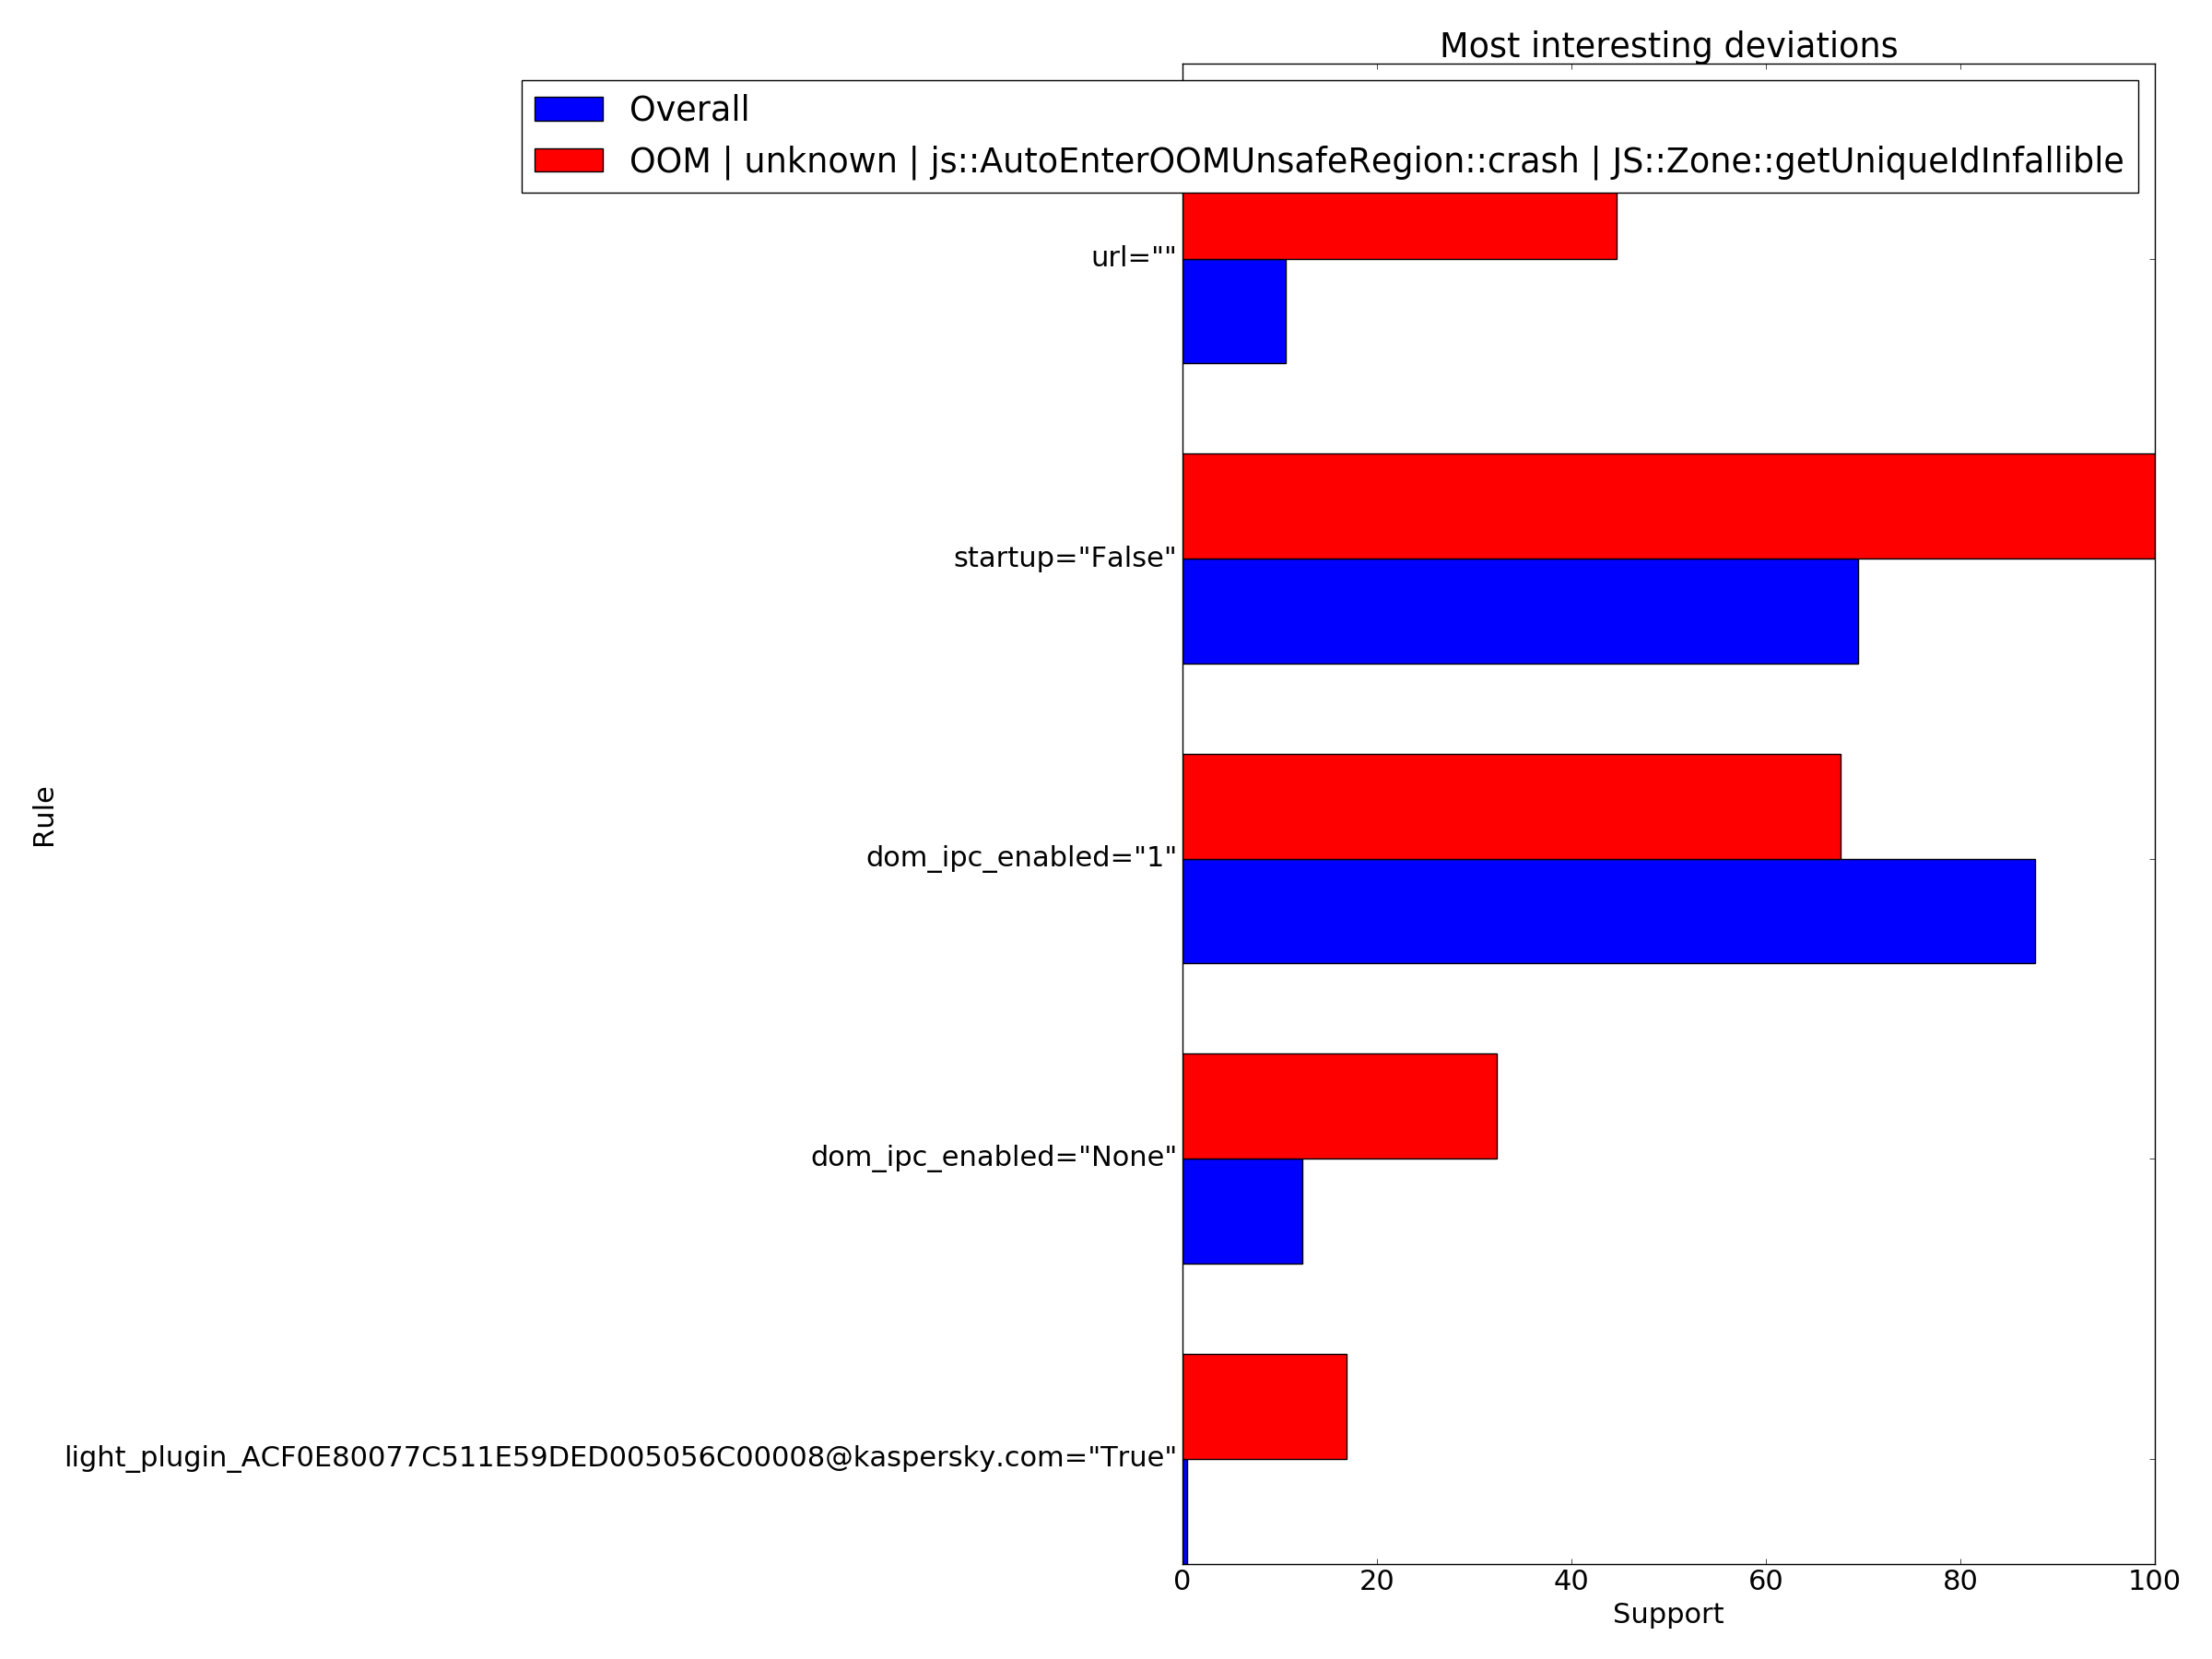 Most interesting deviations
Overall
OOM | unknown | js::AutoEnterOOMUnsafeRegion::crash | JS::Zone::getUniqueIdInfallible
url=""
startup="False"
dom_ipc_enabled="1"
dom_ipc_enabled="None"
light_plugin_ACF0E80077C511E59DED005056C00008@kaspersky.com="True"
Rule
0 20 40 60 80 100
Support